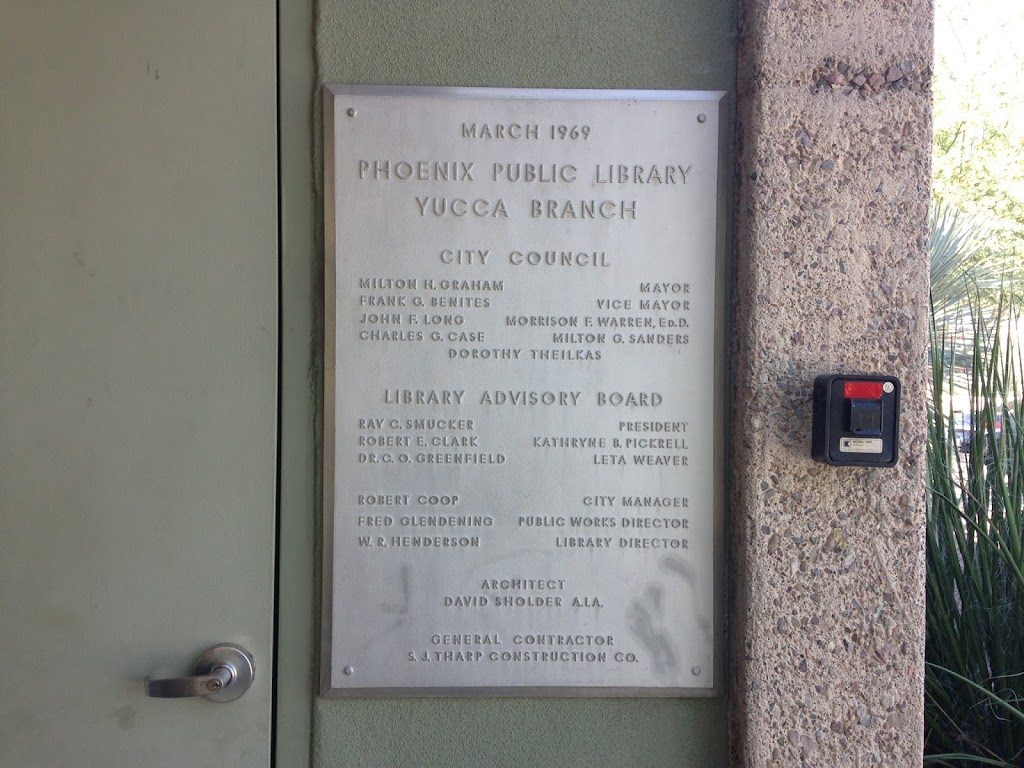 MARCH 1969
PHOENIX PUBLIC LIBRARY
YUCCA BRANCH
CITY COUNCIL
MILTON H. GRAHAM MAYOR
FRANK G. BENITES VICE MAYOR
JOHN F. LONG MORRISON F. WARREN, ED.D.
CHARLES G. CASE MILTON G. SANDERS
DOROTHY THEILKAS
LIBRARY ADVISORY BOARD
RAY C. SMUCKER PRESIDENT
ROBERT E. CLARK KATHRYNE B. PICKRELL
DR. C. O. GREENFIELD LETA WEAVER
ROBERT COOP CITY MANAGER
FRED GLENDENING PUBLIC WORKS DIRECTOR
W. R. HENDERSON LIBRARY DIRECTOR
ARCHITECT
DAVID SHOLDER A.I.A.
GENERAL CONTRACTOR
S. J. THARP CONSTRUCTION CO.